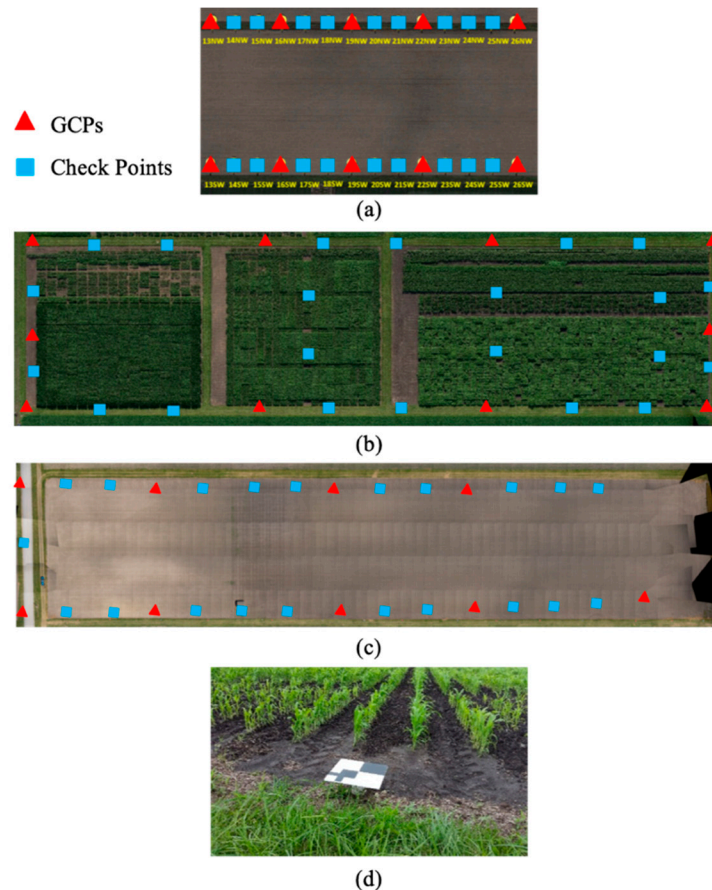 13NW 14NW 15NW 16NW 17NW 18NW 19NW 20NW 21NW 22NW 23NW 24NW 25NW 26NW
GCPs
Check Points
13SW 14SW 15SW 16SW 17SW 18SW 19SW 20SW 21SW 22SW 23SW 24SW 25SW 26SW
(a)
(b)
(c)
(d)